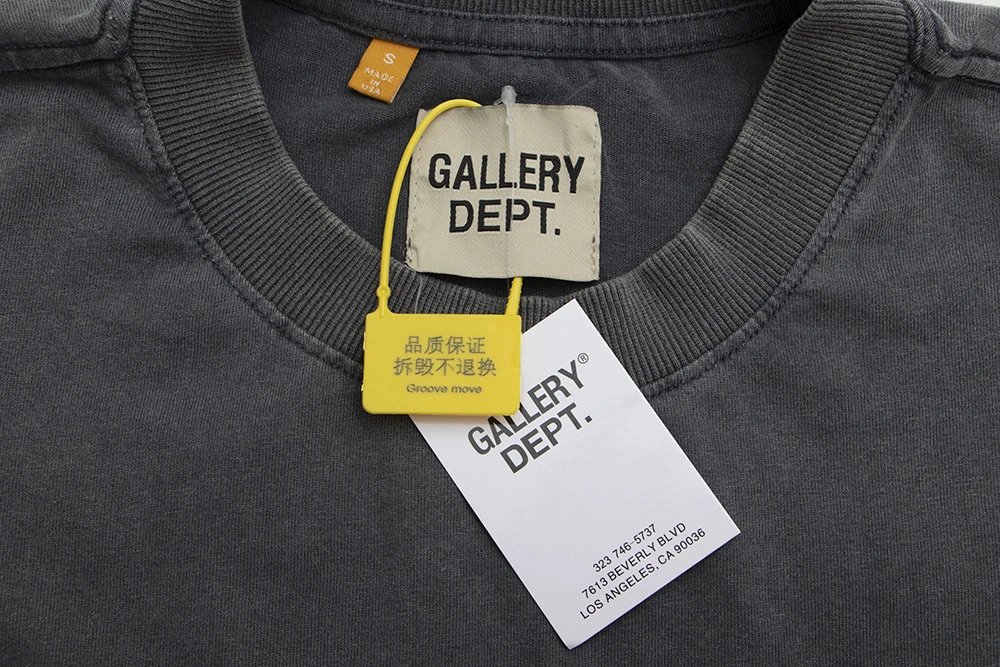 S
MADE
IN
USA
GALLERY
DEPT.
品质保证
拆毁不退换
Groove move
GALLERY®
DEPT.
323 746-5737
7613 BEVERLY BLVD
LOS ANGELES, CA 90036